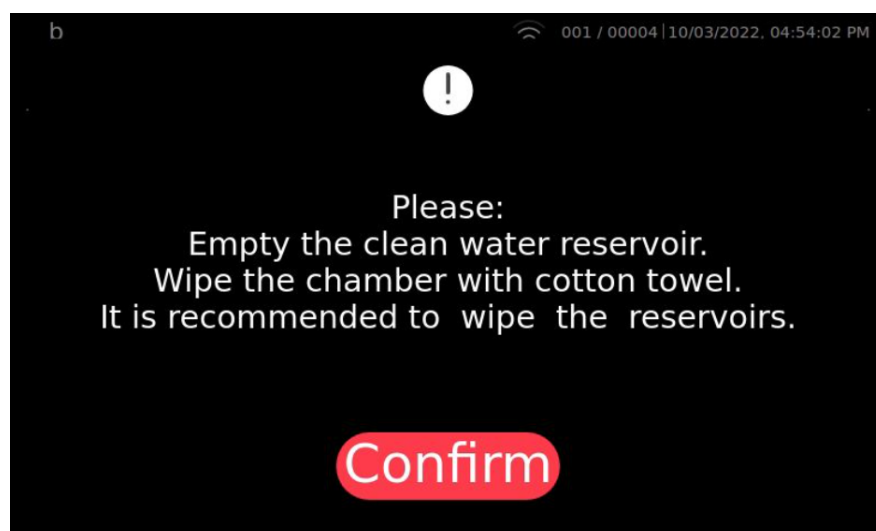 b 001 / 00004|10/03/2022, 04:54:02 PM
!
Please:
Empty the clean water reservoir.
Wipe the chamber with cotton towel.
It is recommended to wipe the reservoirs.
Confirm